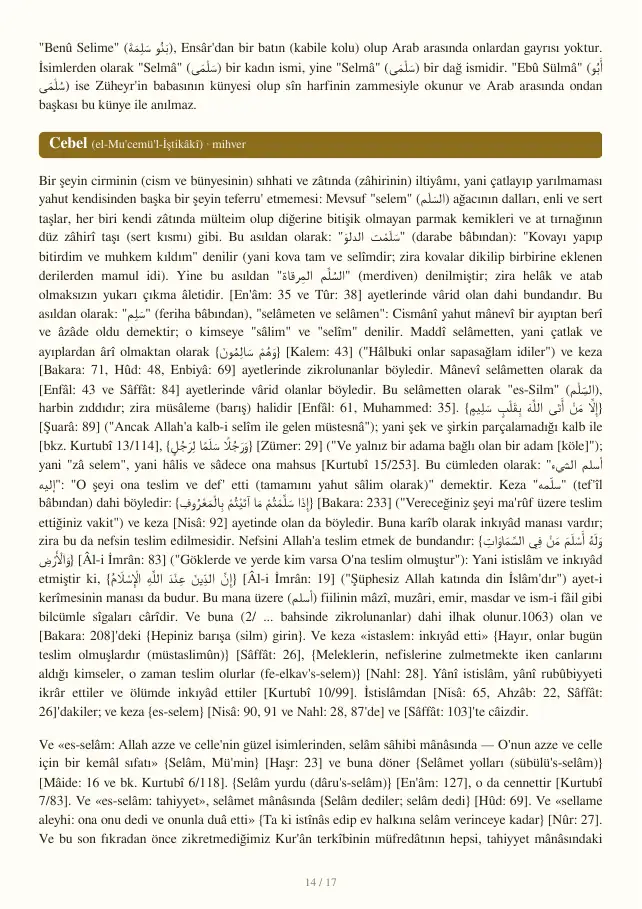 "Benû Selime" (بَنُو سَلِمَةَ), Ensâr'dan bir batın (kabile kolu) olup Arab arasında onlardan gayrısı yoktur.
İsimlerden olarak "Selmâ" (سَلْمَى) bir kadın ismi, yine "Selmâ" (سَلْمَى) bir dağ ismidir. "Ebû Sülmâ" (أَبُو
سُلْمَى) ise Züheyr'in babasının künyesi olup sîn harfinin zammesiyle okunur ve Arab arasında ondan
başkası bu künye ile anılmaz.
Cebel (el-Mu'cemü'l-İştikâkî) · mihver
Bir şeyin cirminin (cism ve bünyesinin) sıhhati ve zâtında (zâhirinin) iltiyâmı, yani çatlayıp yarılmaması
yahut kendisinden başka bir şeyin teferru' etmemesi: Mevsuf "selem" (السَلَم) ağacının dalları, enli ve sert
taşlar, her biri kendi zâtında mülteim olup diğerine bitişik olmayan parmak kemikleri ve at tırnağının
düz zâhirî taşı (sert kısmı) gibi. Bu asıldan olarak: "سَلَمْت الدلوَ" (darabe bâbından): "Kovayı yapıp
bitirdim ve muhkem kıldım" denilir (yani kova tam ve selîmdir; zira kovalar dikilip birbirine eklenen
derilerden mamul idi). Yine bu asıldan "السُلَّم المِرقاة" (merdiven) denilmiştir; zira helâk ve atab
olmaksızın yukarı çıkma âletidir. [En'âm: 35 ve Tûr: 38] ayetlerinde vârid olan dahi bundandır. Bu
asıldan olarak: "سَلِم" (feriha bâbından), "selâmeten ve selâmen": Cismânî yahut mânevî bir ayıptan berî
ve âzâde oldu demektir; o kimseye "sâlim" ve "selîm" denilir. Maddî selâmetten, yani çatlak ve
ayıplardan ârî olmaktan olarak {وَهُمْ سَالِمُونَ} [Kalem: 43] ("Hâlbuki onlar sapasağlam idiler") ve keza
[Bakara: 71, Hûd: 48, Enbiyâ: 69] ayetlerinde zikrolunanlar böyledir. Mânevî selâmetten olarak da
[Enfâl: 43 ve Sâffât: 84] ayetlerinde vârid olanlar böyledir. Bu selâmetten olarak "es-Silm" (السِّلْم),
harbin zıddıdır; zira müsâleme (barış) halidir [Enfâl: 61, Muhammed: 35]. {إِلَّا مَنْ أَتَى اللَّهَ بِقَلْبٍ سَلِيمٍ}
[Şuarâ: 89] ("Ancak Allah'a kalb-i selîm ile gelen müstesnâ"); yani şek ve şirkin parçalamadığı kalb ile
[bkz. Kurtubî 13/114], {وَرَجُلًا سَلَمًا لِرَجُلٍ} [Zümer: 29] ("Ve yalnız bir adama bağlı olan bir adam [köle]");
yani "zâ selem", yani hâlis ve sâdece ona mahsus [Kurtubî 15/253]. Bu cümleden olarak: "أسلم الشيء
إليه": "O şeyi ona teslim ve def' etti (tamamını yahut sâlim olarak)" demektir. Keza "سلّمه" (tef'îl
bâbından) dahi böyledir: {إِذَا سَلَّمْتُمْ مَا آتَيْتُمْ بِالْمَعْرُوفِ} [Bakara: 233] ("Vereceğiniz şeyi ma'rûf üzere teslim
ettiğiniz vakit") ve keza [Nisâ: 92] ayetinde olan da böyledir. Buna karîb olarak inkıyâd manası vardır;
zira bu da nefsin teslim edilmesidir. Nefsini Allah'a teslim etmek de bundandır: {وَلَهُ أَسْلَمَ مَنْ فِي السَّمَاوَاتِ
وَالْأَرْضِ} [Âl-i İmrân: 83] ("Göklerde ve yerde kim varsa O'na teslim olmuştur"): Yani istislâm ve inkıyâd
etmiştir ki, {إِنَّ الدِّينَ عِنْدَ اللَّهِ الْإِسْلَامُ} [Âl-i İmrân: 19] ("Şüphesiz Allah katında din İslâm'dır") ayet-i
kerîmesinin manası da budur. Bu mana üzere (أسلم) fiilinin mâzî, muzâri, emir, masdar ve ism-i fâil gibi
bilcümle sîgaları cârîdir. Ve buna (2/ ... bahsinde zikrolunanlar) dahi ilhak olunur.1063) olan ve
[Bakara: 208]'deki {Hepiniz barışa (silm) girin}. Ve keza «istaslem: inkıyâd etti» {Hayır, onlar bugün
teslim olmuşlardır (müstaslimûn)} [Sâffât: 26], {Meleklerin, nefislerine zulmetmekte iken canlarını
aldığı kimseler, o zaman teslim olurlar (fe-elkav's-selem)} [Nahl: 28]. Yânî istislâm, yânî rubûbiyyeti
ikrâr ettiler ve ölümde inkıyâd ettiler [Kurtubî 10/99]. İstislâmdan [Nisâ: 65, Ahzâb: 22, Sâffât:
26]'dakiler; ve keza {es-selem} [Nisâ: 90, 91 ve Nahl: 28, 87'de] ve [Sâffât: 103]'te câizdir.
Ve «es-selâm: Allah azze ve celle'nin güzel isimlerinden, selâm sâhibi mânâsında — O'nun azze ve celle
için bir kemâl sıfatı» {Selâm, Mü'min} [Haşr: 23] ve buna döner {Selâmet yolları (sübülü's-selâm)}
[Mâide: 16 ve bk. Kurtubî 6/118]. {Selâm yurdu (dâru's-selâm)} [En'âm: 127], o da cennettir [Kurtubî
7/83]. Ve «es-selâm: tahiyyet», selâmet mânâsında {Selâm dediler; selâm dedi} [Hûd: 69]. Ve «sellame
aleyhi: ona onu dedi ve onunla duâ etti» {Ta ki istînâs edip ev halkına selâm verinceye kadar} [Nûr: 27].
Ve bu son fıkradan önce zikretmediğimiz Kur'ân terkîbinin müfredâtının hepsi, tahiyyet mânâsındaki
14 / 17